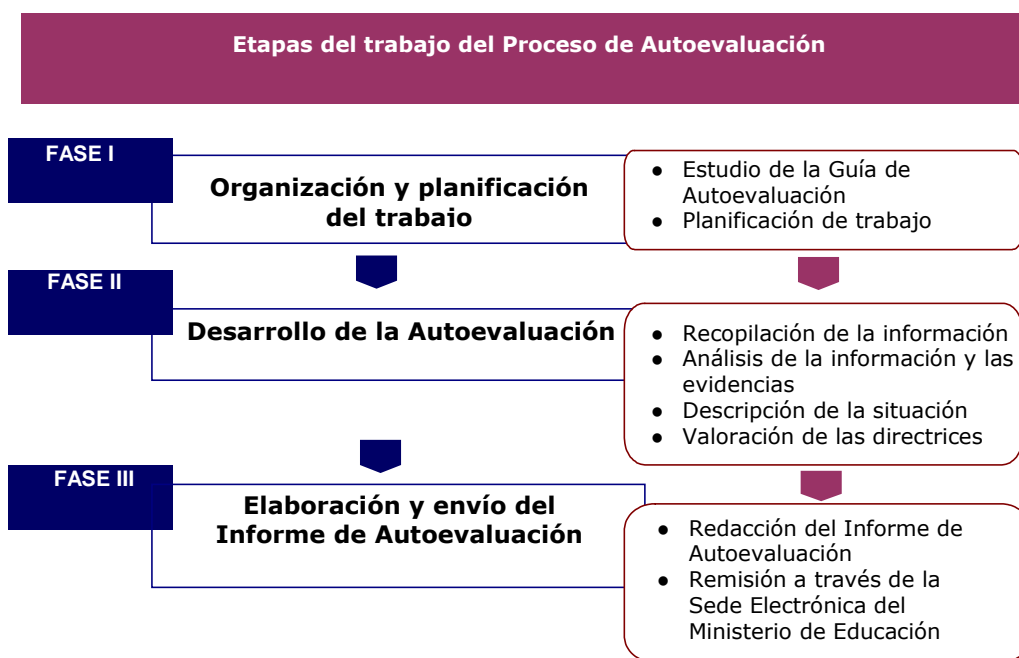 Etapas del trabajo del Proceso de Autoevaluación
FASE I
Organización y planificación
del trabajo
● Estudio de la Guía de
Autoevaluación
● Planificación de trabajo
FASE II
Desarrollo de la Autoevaluación
● Recopilación de la información
● Análisis de la información y las
evidencias
● Descripción de la situación
● Valoración de las directrices
FASE III
Elaboración y envío del
Informe de Autoevaluación
● Redacción del Informe de
Autoevaluación
● Remisión a través de la
Sede Electrónica del
Ministerio de Educación